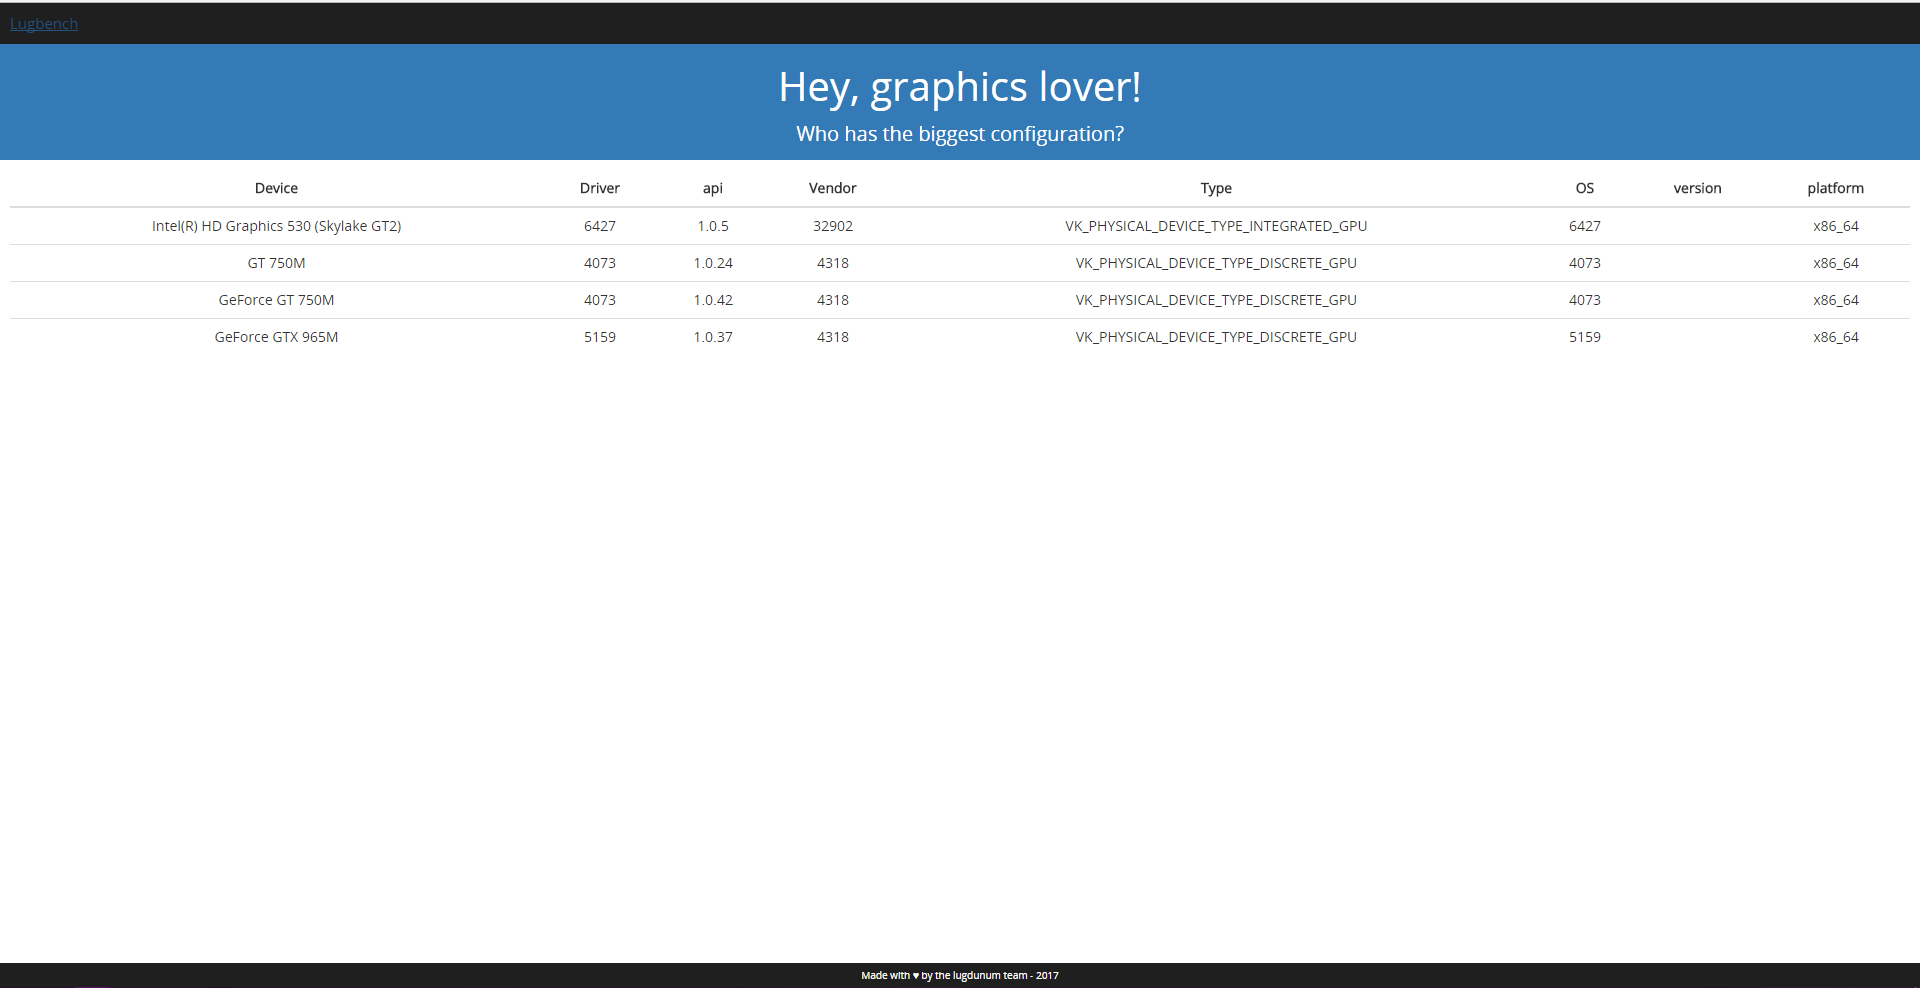 Lugbench
Hey, graphics lover!
Who has the biggest configuration?
Device Driver api Vendor Type OS version platform
Intel(R) HD Graphics 530 (Skylake GT2) 6427 1.0.5 32902 VK_PHYSICAL_DEVICE_TYPE_INTEGRATED_GPU 6427 x86_64
GT 750M 4073 1.0.24 4318 VK_PHYSICAL_DEVICE_TYPE_DISCRETE_GPU 4073 x86_64
GeForce GT 750M 4073 1.0.42 4318 VK_PHYSICAL_DEVICE_TYPE_DISCRETE_GPU 4073 x86_64
GeForce GTX 965M 5159 1.0.37 4318 VK_PHYSICAL_DEVICE_TYPE_DISCRETE_GPU 5159 x86_64
Made with ♥ by the lugdunum team - 2017